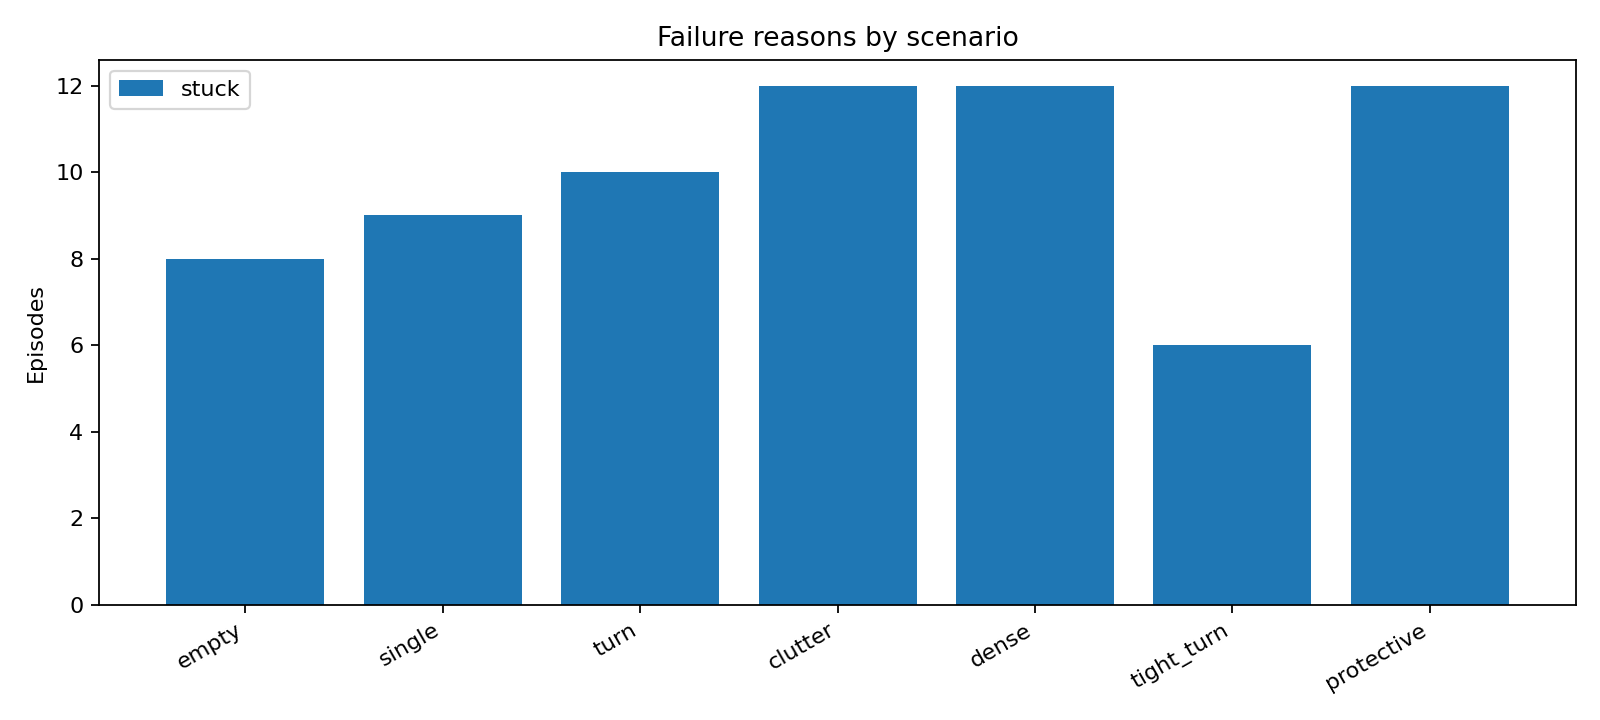 Failure reasons by scenario
stuck
12
10
8
6
4
2
0
Episodes
empty
single
turn
clutter
dense
tight_turn
protective